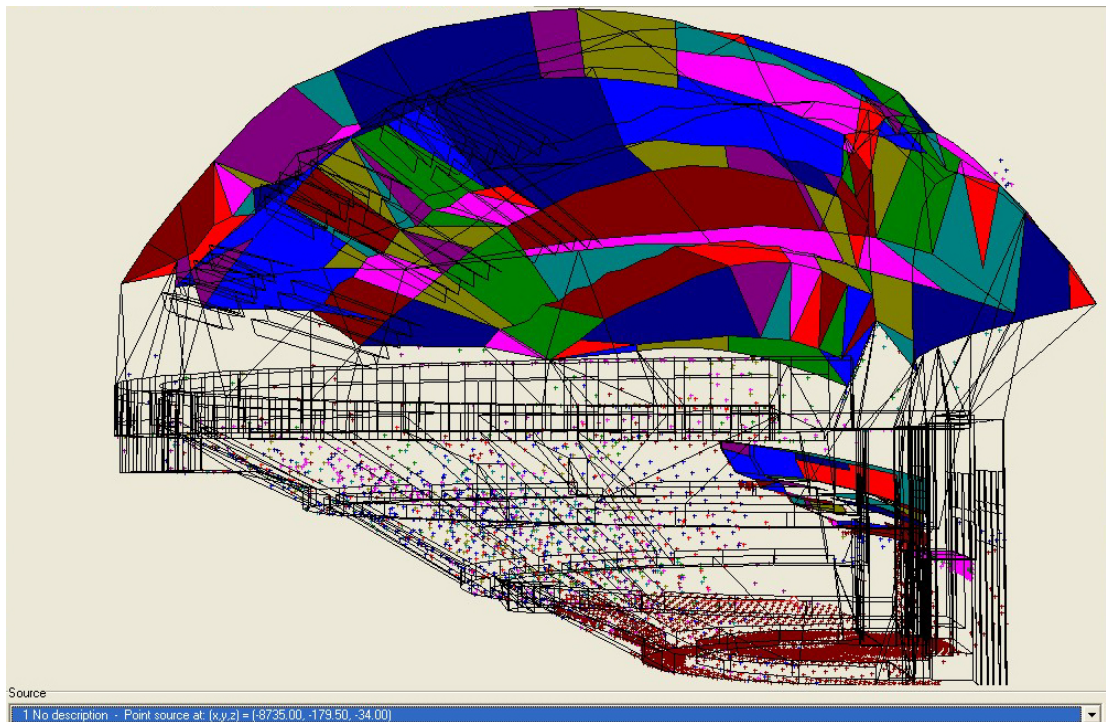 Source
1 No description - Point source at: (x,y,z) = (-8735.00, -179.50, -34.00)